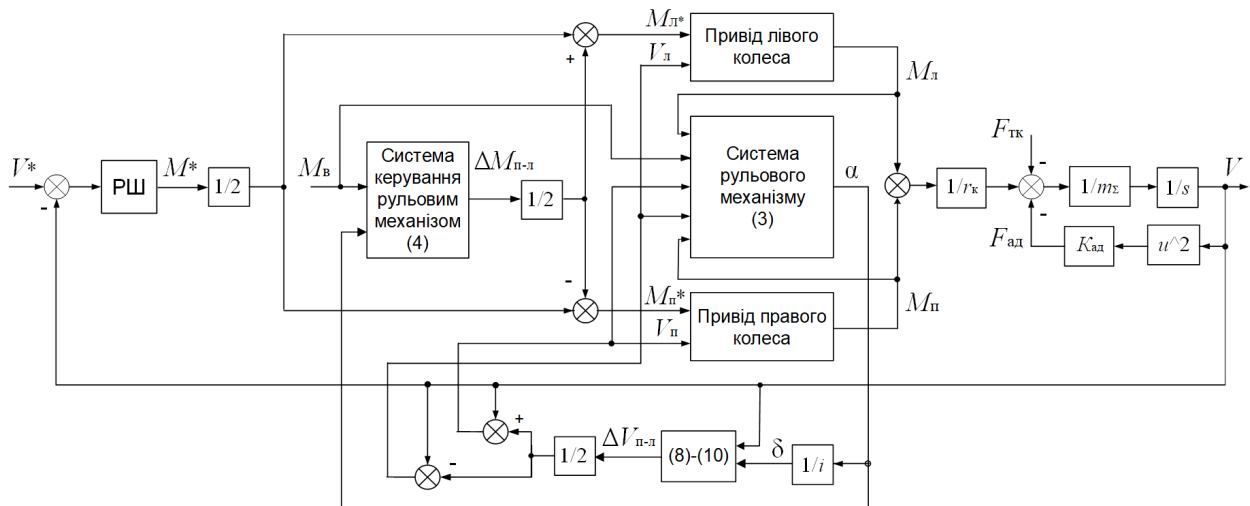 Mл*
Привід лівого
колеса
Vл
+
Mл
V*
-
РШ
M*
1/2
Mв
Система
керування
рульовим
механізом
(4)
ΔMп-л
1/2
Система
рульового
механізму
(3)
α
1/rк
Fтк
-
1/mΣ
1/s
V
-
Fад
Kад
u^2
-
Mп*
Привід правого
колеса
Vп
Mп
+
-
1/2
ΔVп-л
(8)-(10)
δ
1/i